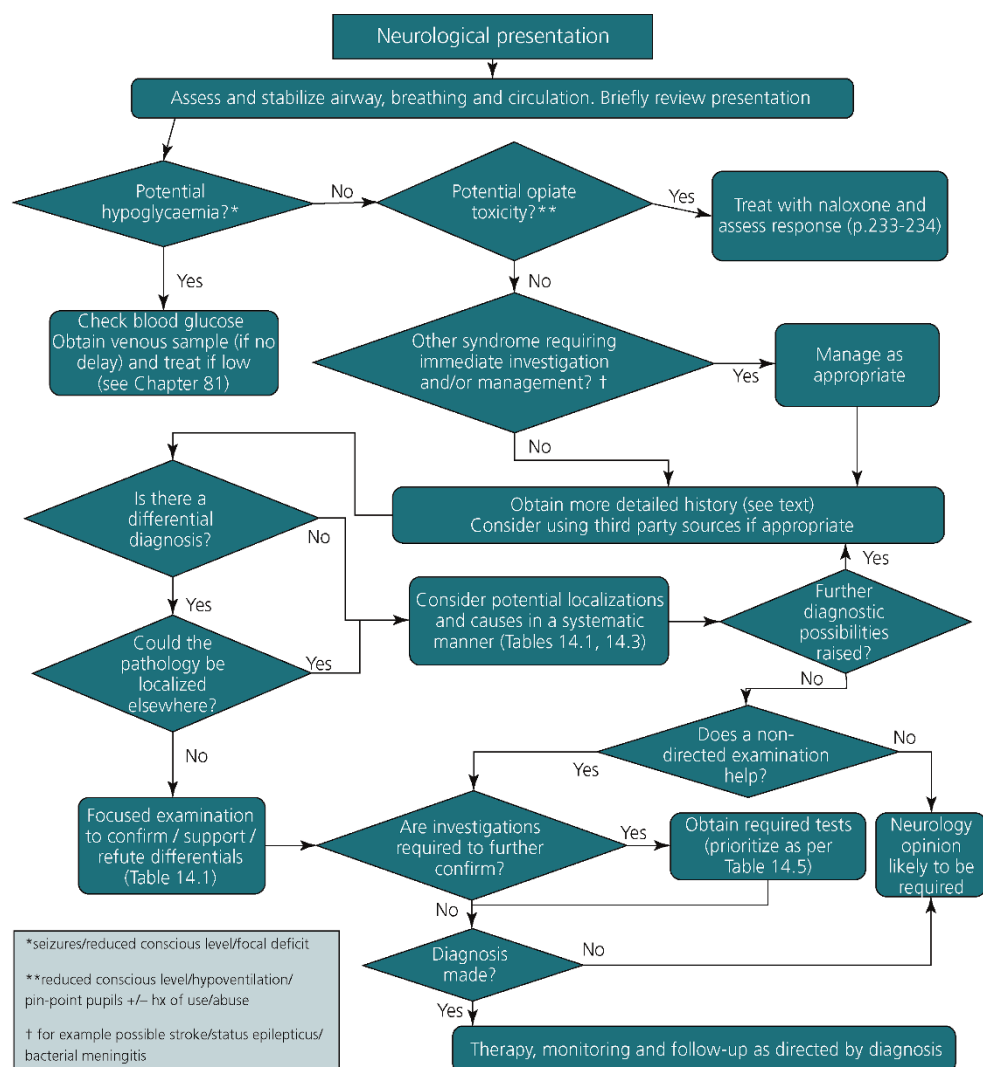 Neurological presentation
Assess and stabilize airway, breathing and circulation. Briefly review presentation
Potential
hypoglycaemia?*
No
Potential opiate
toxicity?**
Yes
Treat with naloxone and
assess response (p.233-234)
Yes
No
Check blood glucose
Obtain venous sample (if no
delay) and treat if low
(see Chapter 81)
Other syndrome requiring
immediate investigation
and/or management? †
Yes
Manage as
appropriate
No
Obtain more detailed history (see text)
Consider using third party sources if appropriate
Is there a
differential
diagnosis?
No
Yes
Yes
Consider potential localizations
and causes in a systematic
manner (Tables 14.1, 14.3)
Further
diagnostic
possibilities
raised?
Could the
pathology be
localized
elsewhere?
Yes
No
No
Does a non-
directed examination
help?
Yes
No
Focused examination
to confirm / support /
refute differentials
(Table 14.1)
Are investigations
required to further
confirm?
Yes
Obtain required tests
(prioritize as per
Table 14.5)
Neurology
opinion
likely to be
required
No
Diagnosis
made?
No
Yes
Therapy, monitoring and follow-up as directed by diagnosis
*seizures/reduced conscious level/focal deficit
**reduced conscious level/hypoventilation/
pin-point pupils +/– hx of use/abuse
† for example possible stroke/status epilepticus/
bacterial meningitis